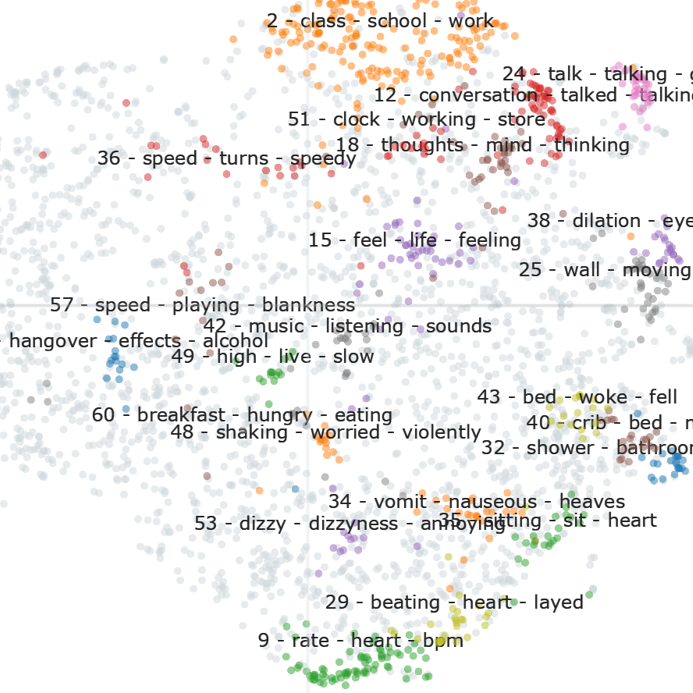 2 - class - school - work
24 - talk - talking - g
12 - conversation - talked - talking
51 - clock - working - store
18 - thoughts - mind - thinking
36 - speed - turns - speedy
38 - dilation - eye
15 - feel - life - feeling
25 - wall - moving
57 - speed - playing - blankness
42 - music - listening - sounds
- hangover - effects - alcohol
49 - high - live - slow
43 - bed - woke - fell
60 - breakfast - hungry - eating
40 - crib - bed - n
48 - shaking - worried - violently
32 - shower - bathroom
34 - vomit - nauseous - heaves
53 - dizzy - dizzyness - annoying
35 - sitting - sit - heart
29 - beating - heart - layed
9 - rate - heart - bpm